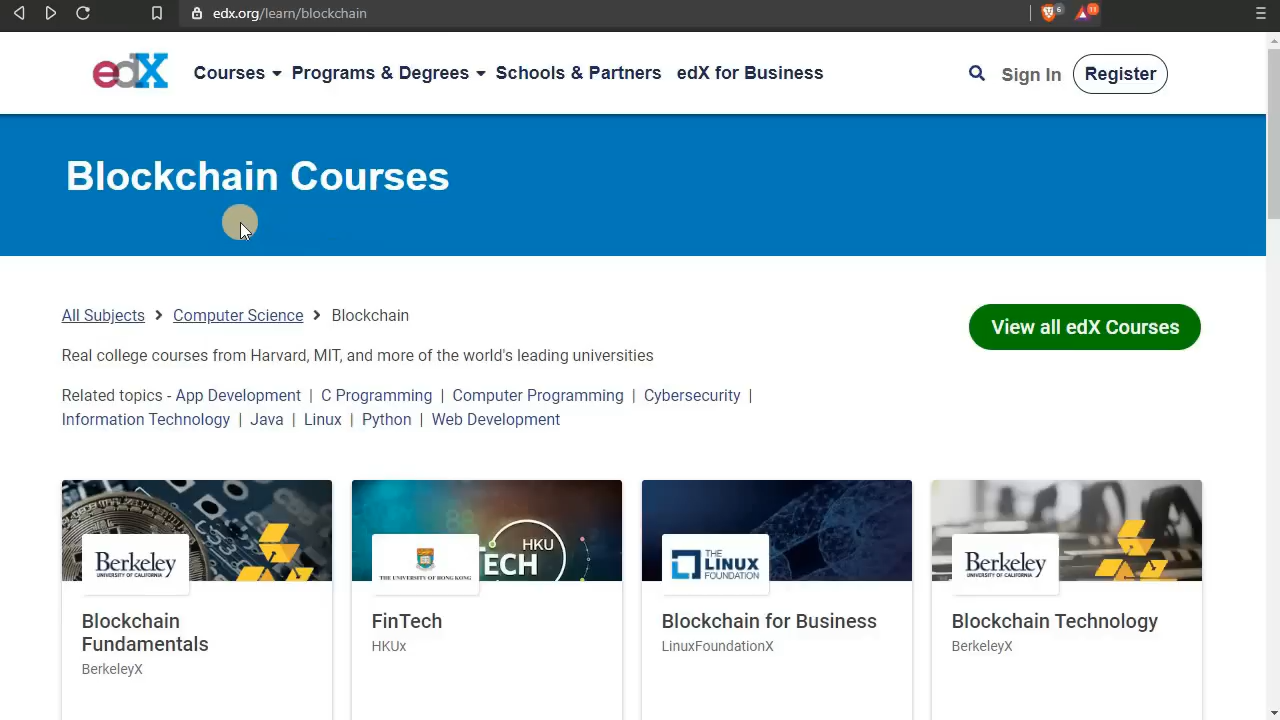 edx.org/learn/blockchain
6
11
edX
Courses
Programs & Degrees
Schools & Partners
edX for Business
Sign In
Register
Blockchain Courses
All Subjects
Computer Science
Blockchain
View all edX Courses
Real college courses from Harvard, MIT, and more of the world's leading universities
Related topics - App Development | C Programming | Computer Programming | Cybersecurity |
Information Technology | Java | Linux | Python | Web Development
Berkeley
UNIVERSITY OF CALIFORNIA
HKU
TECH
THE UNIVERSITY OF HONG KONG
THE
LINUX
FOUNDATION
Berkeley
UNIVERSITY OF CALIFORNIA
Blockchain
Fundamentals
BerkeleyX
FinTech
HKUx
Blockchain for Business
LinuxFoundationX
Blockchain Technology
BerkeleyX